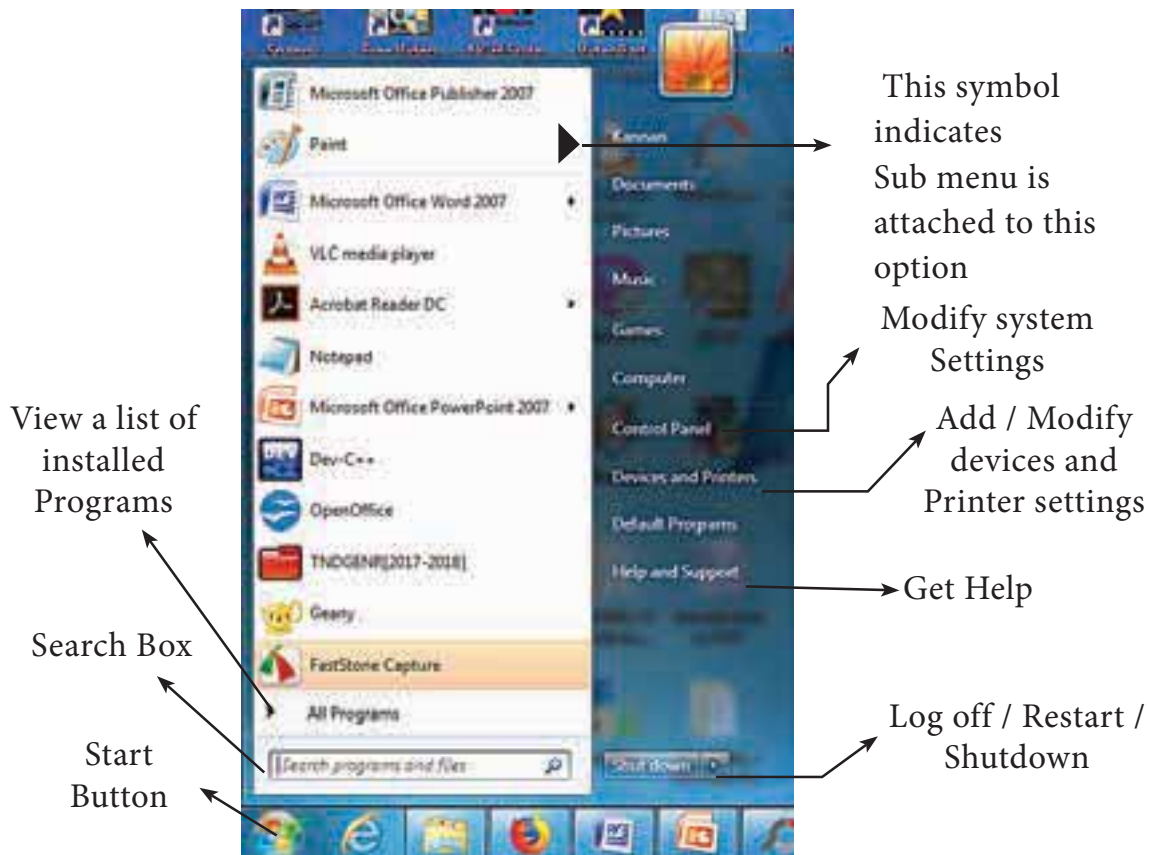 Microsoft Office Publisher 2007
Paint
Microsoft Office Word 2007
VLC media player
Acrobat Reader DC
Notepad
Microsoft Office PowerPoint 2007
Dev-C++
OpenOffice
TNDGENR[2017-2018]
Geany
FastStone Capture
All Programs
Search programs and files
Kannan
Documents
Pictures
Music
Games
Computer
Control Panel
Devices and Printers
Default Programs
Help and Support
Shut down
View a list of
installed
Programs
Search Box
Start
Button
This symbol
indicates
Sub menu is
attached to this
option
Modify system
Settings
Add / Modify
devices and
Printer settings
Get Help
Log off / Restart /
Shutdown